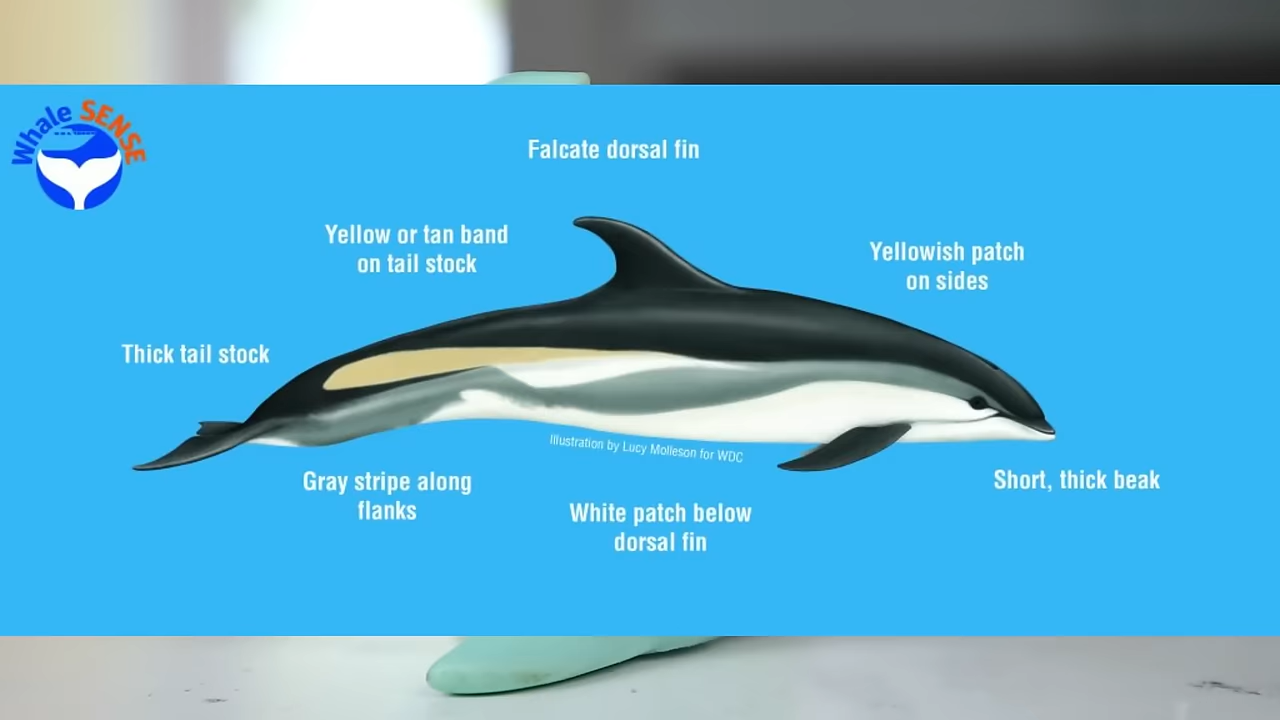 Whale SENSE
Falcate dorsal fin
Yellow or tan band
on tail stock
Yellowish patch
on sides
Thick tail stock
Illustration by Lucy Molleson for WDC
Gray stripe along
flanks
Short, thick beak
White patch below
dorsal fin